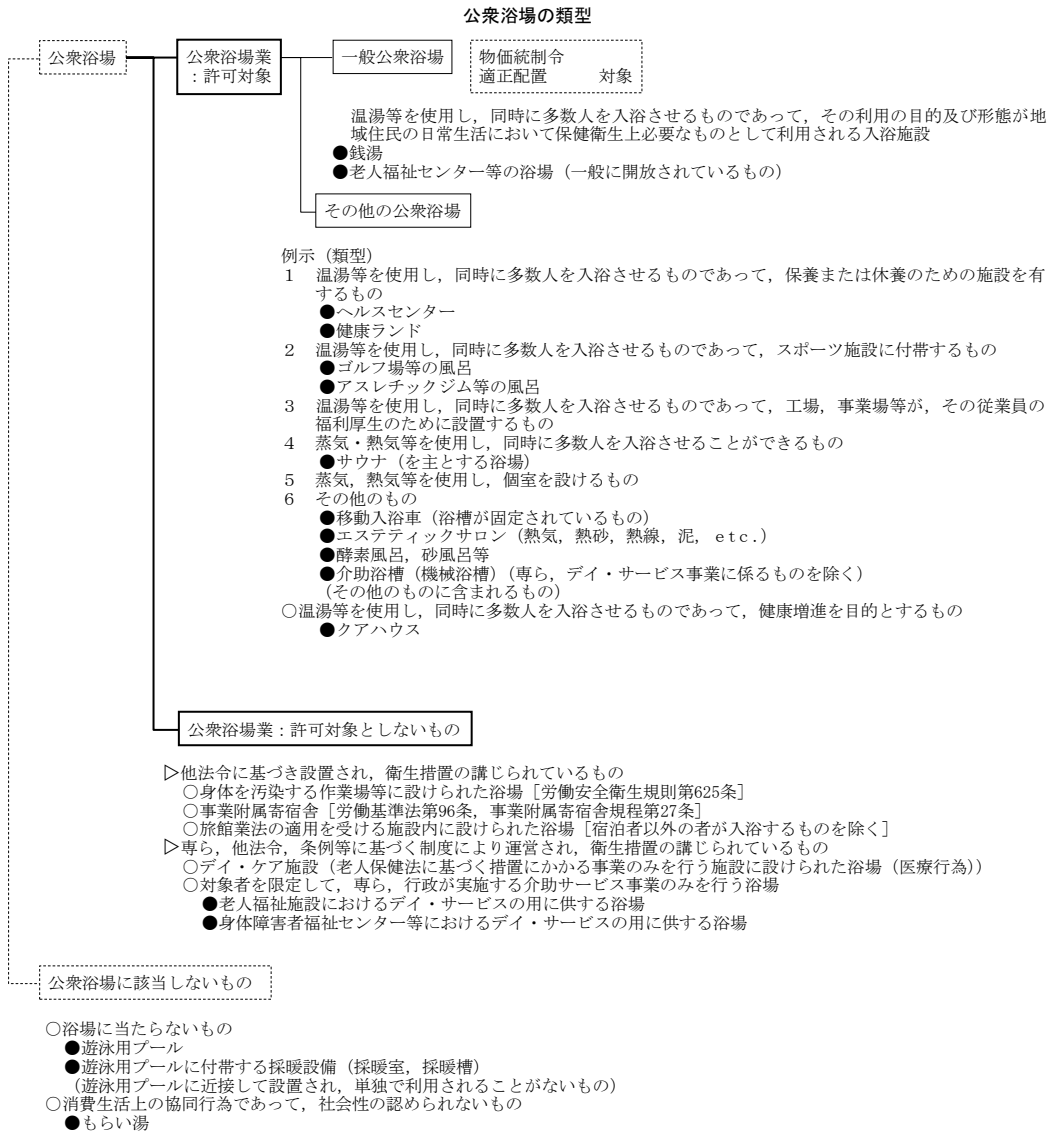 公衆浴場の類型
公衆浴場
公衆浴場業
：許可対象
一般公衆浴場
物価統制令
適正配置　　　対象
温湯等を使用し，同時に多数人を入浴させるものであって，その利用の目的及び形態が地
域住民の日常生活において保健衛生上必要なものとして利用される入浴施設
●銭湯
●老人福祉センター等の浴場（一般に開放されているもの）
その他の公衆浴場
例示（類型）
１　温湯等を使用し，同時に多数人を入浴させるものであって，保養または休養のための施設を有
するもの
●ヘルスセンター
●健康ランド
２　温湯等を使用し，同時に多数人を入浴させるものであって，スポーツ施設に付帯するもの
●ゴルフ場等の風呂
●アスレチックジム等の風呂
３　温湯等を使用し，同時に多数人を入浴させるものであって，工場，事業場等が，その従業員の
福利厚生のために設置するもの
４　蒸気・熱気等を使用し，同時に多数人を入浴させることができるもの
●サウナ（を主とする浴場）
５　蒸気，熱気等を使用し，個室を設けるもの
６　その他のもの
●移動入浴車（浴槽が固定されているもの）
●エステティックサロン（熱気，熱砂，熱線，泥，ｅｔｃ.）
●酵素風呂，砂風呂等
●介助浴槽（機械浴槽）（専ら，デイ・サービス事業に係るものを除く）
（その他のものに含まれるもの）
○温湯等を使用し，同時に多数人を入浴させるものであって，健康増進を目的とするもの
●クアハウス
公衆浴場業：許可対象としないもの
▷他法令に基づき設置され，衛生措置の講じられているもの
○身体を汚染する作業場等に設けられた浴場［労働安全衛生規則第625条］
○事業附属寄宿舎［労働基準法第96条，事業附属寄宿舎規程第27条］
○旅館業法の適用を受ける施設内に設けられた浴場［宿泊者以外の者が入浴するものを除く］
▷専ら，他法令，条例等に基づく制度により運営され，衛生措置の講じられているもの
○デイ・ケア施設（老人保健法に基づく措置にかかる事業のみを行う施設に設けられた浴場（医療行為））
○対象者を限定して，専ら，行政が実施する介助サービス事業のみを行う浴場
●老人福祉施設におけるデイ・サービスの用に供する浴場
●身体障害者福祉センター等におけるデイ・サービスの用に供する浴場
公衆浴場に該当しないもの
○浴場に当たらないもの
●遊泳用プール
●遊泳用プールに付帯する採暖設備（採暖室，採暖槽）
（遊泳用プールに近接して設置され，単独で利用されることがないもの）
○消費生活上の協同行為であって，社会性の認められないもの
●もらい湯